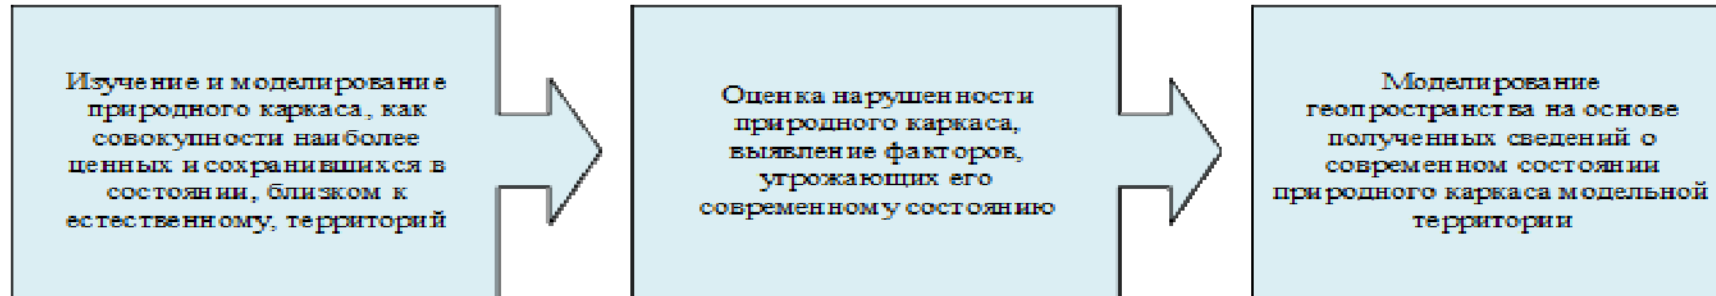 Изучение и моделирование
природного каркаса, как
совокупности наиболее
ценных и сохранившихся в
состоянии, близком к
естественному, территорий
Оценка нарушенности
природного каркаса,
выявление факторов,
угрожающих его
современному состоянию
Моделирование
геопространства на основе
полученных сведений о
современном состоянии
природного каркаса модельной
территории